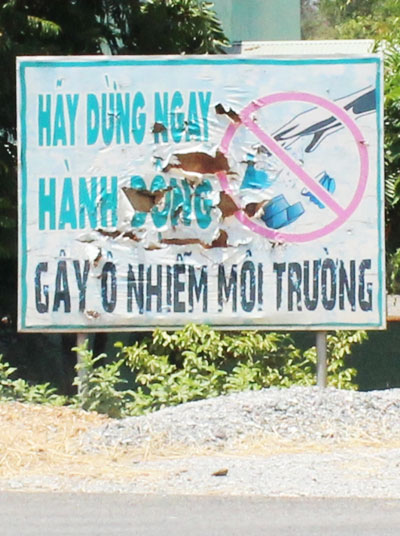 HÃY DỪNG NGAY
HÀNH ĐỘNG
GÂY Ô NHIỄM MÔI TRƯỜNG